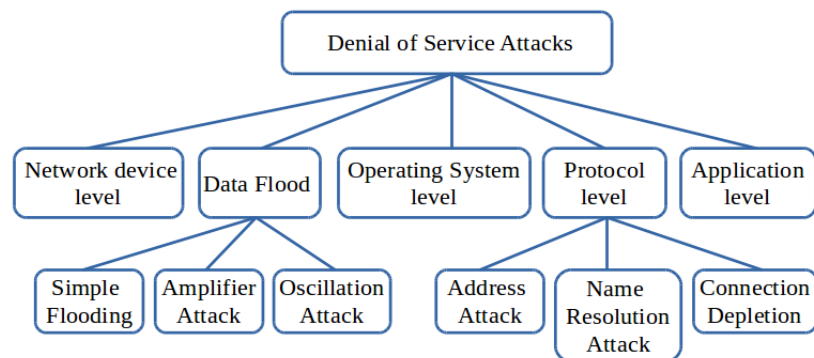 Denial of Service Attacks
Network device
level
Data Flood
Operating System
level
Protocol
level
Application
level
Simple
Flooding
Amplifier
Attack
Oscillation
Attack
Address
Attack
Name
Resolution
Attack
Connection
Depletion